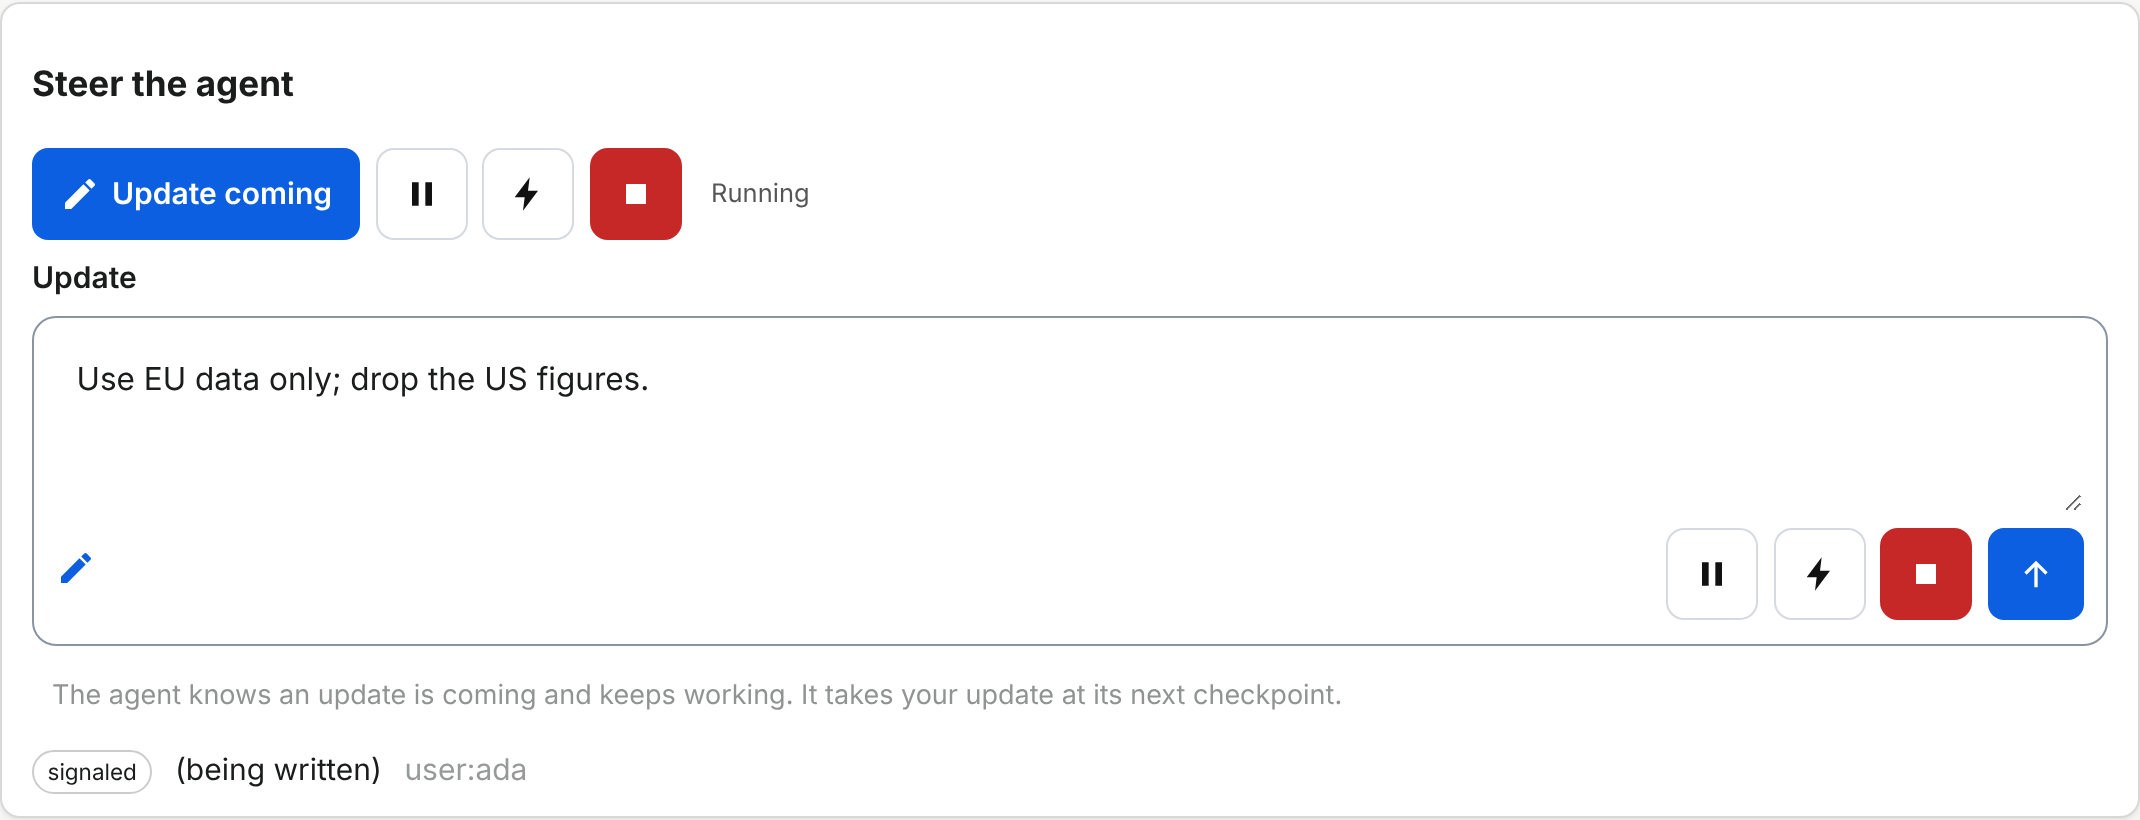 Steer the agent
Update coming
Running
Update
Use EU data only; drop the US figures.
The agent knows an update is coming and keeps working. It takes your update at its next checkpoint.
signaled (being written) user:ada